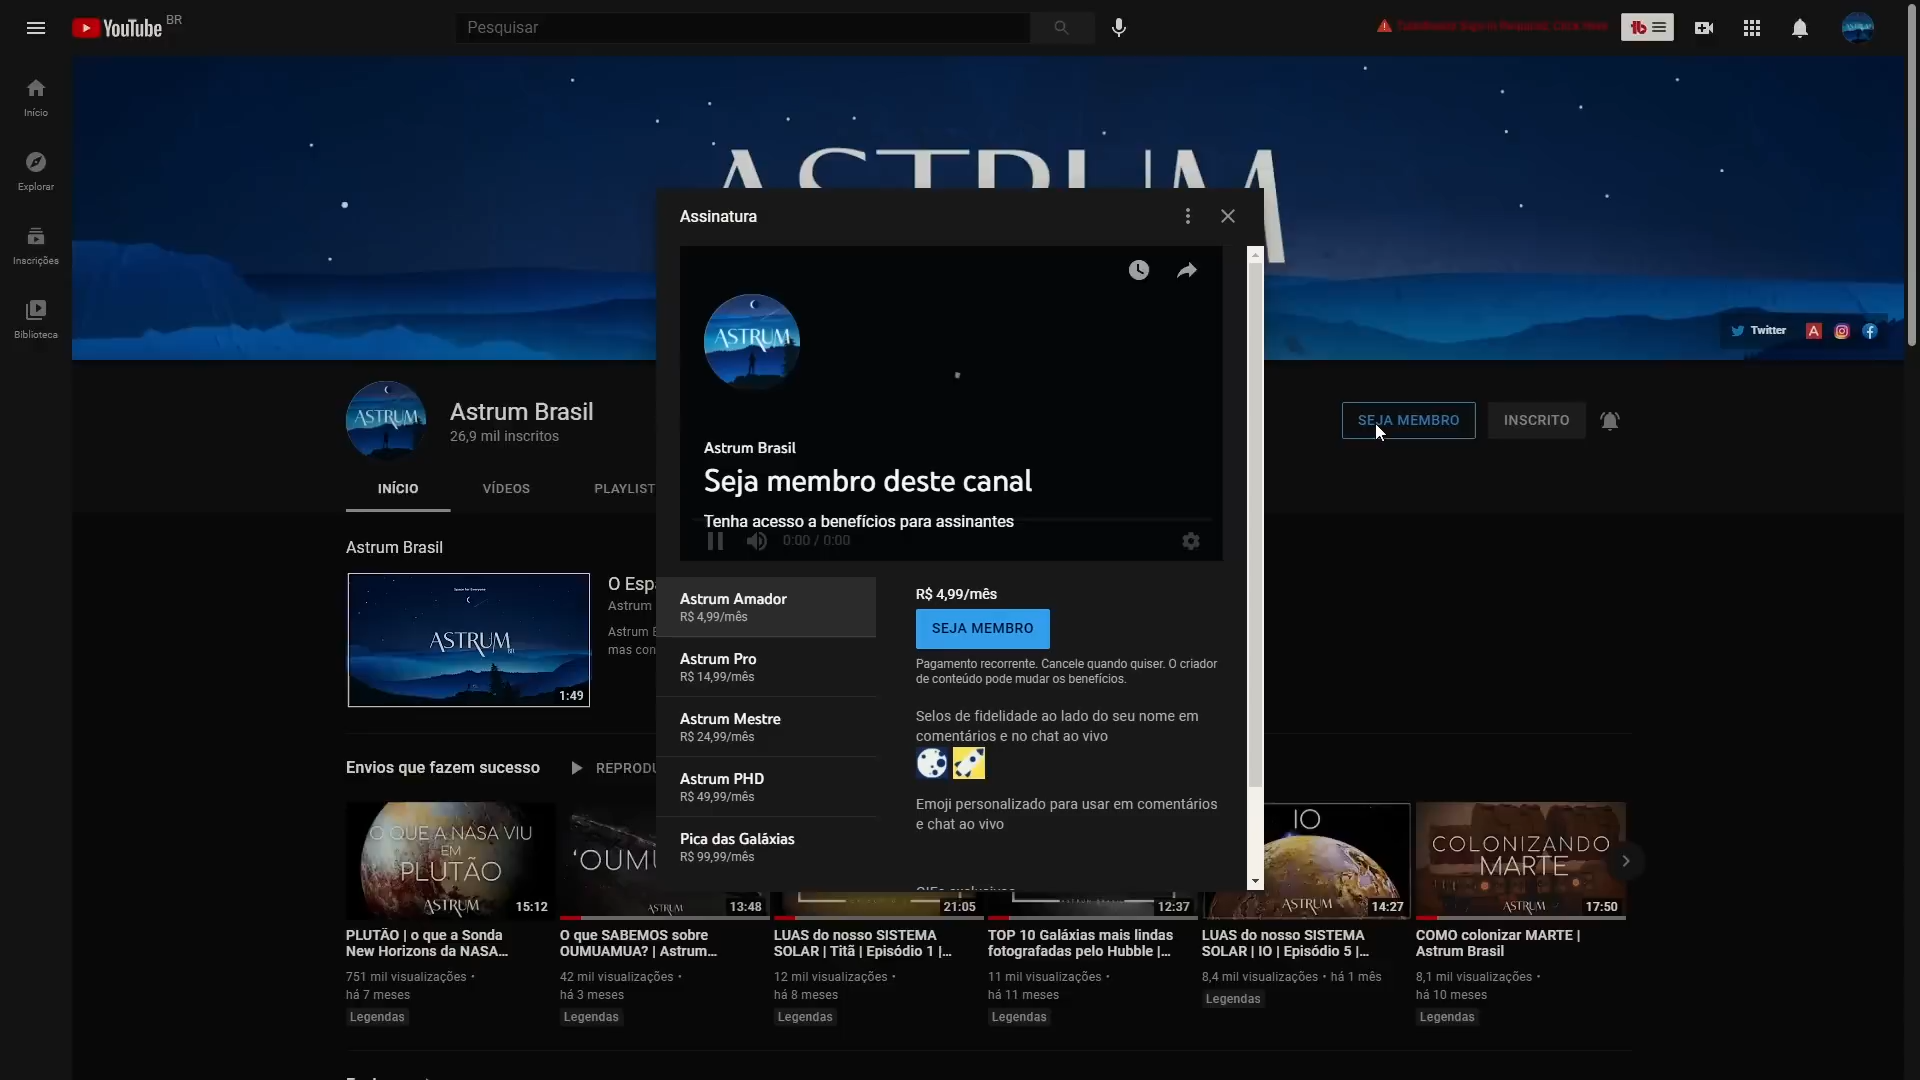 YouTube BR
Pesquisar
Início
Explorar
Inscrições
Biblioteca
ASTRUM
Twitter
Assinatura
ASTRUM
Astrum Brasil
Seja membro deste canal
Tenha acesso a benefícios para assinantes
0:00 / 0:00
ASTRUM
Astrum Brasil
26,9 mil inscritos
SEJA MEMBRO
INSCRITO
INÍCIO
VÍDEOS
PLAYLIST
Astrum Brasil
ASTRUM
1:49
O Esp
Astrum
Astrum
mas con
Astrum Amador
R$ 4,99/mês
Astrum Pro
R$ 14,99/mês
Astrum Mestre
R$ 24,99/mês
Astrum PHD
R$ 49,99/mês
Pica das Galáxias
R$ 99,99/mês
R$ 4,99/mês
SEJA MEMBRO
Pagamento recorrente. Cancele quando quiser. O criador
de conteúdo pode mudar os benefícios.
Selos de fidelidade ao lado do seu nome em
comentários e no chat ao vivo
Emoji personalizado para usar em comentários
e chat ao vivo
Envios que fazem sucesso
REPRODU
O QUE A NASA VIU
EM
PLUTÃO
ASTRUM
15:12
'OUMU
ASTRUM
13:48
21:05
12:37
IO
ASTRUM
14:27
COLONIZANDO
MARTE
ASTRUM
17:50
PLUTÃO | o que a Sonda
New Horizons da NASA...
751 mil visualizações •
há 7 meses
Legendas
O que SABEMOS sobre
OUMUAMUA? | Astrum...
42 mil visualizações •
há 3 meses
Legendas
LUAS do nosso SISTEMA
SOLAR | Titã | Episódio 1 |...
12 mil visualizações •
há 8 meses
Legendas
TOP 10 Galáxias mais lindas
fotografadas pelo Hubble |...
11 mil visualizações •
há 11 meses
Legendas
LUAS do nosso SISTEMA
SOLAR | IO | Episódio 5 |...
8,4 mil visualizações • há 1 mês
Legendas
COMO colonizar MARTE |
Astrum Brasil
8,1 mil visualizações •
há 10 meses
Legendas